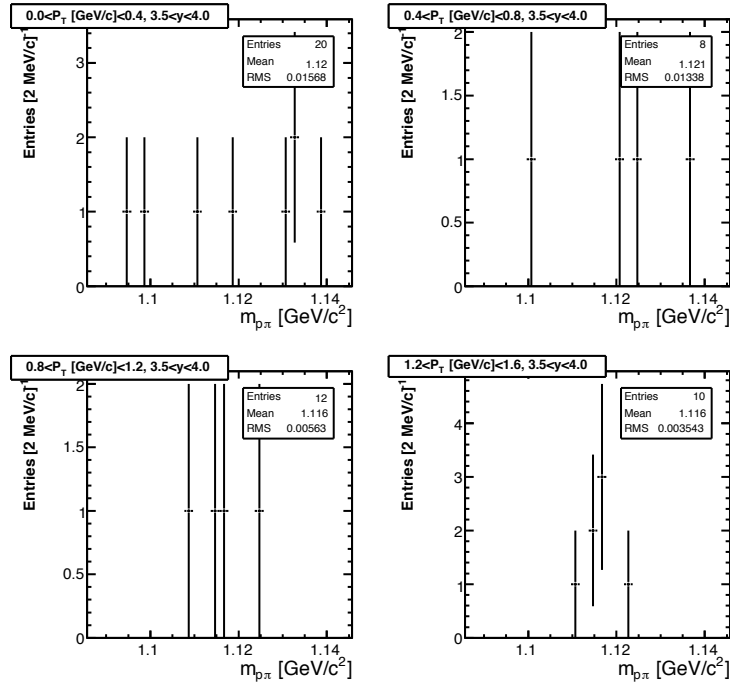 0.0<P_T [GeV/c]<0.4, 3.5<y<4.0
Entries 20
Mean 1.12
RMS 0.01568
Entries [2 MeV/c]^-1
3
2
1
0
1.1 1.12 1.14
m_pπ [GeV/c^2]
0.4<P_T [GeV/c]<0.8, 3.5<y<4.0
Entries 8
Mean 1.121
RMS 0.01338
Entries [2 MeV/c]^-1
2
1.5
1
0.5
0
1.1 1.12 1.14
m_pπ [GeV/c^2]
0.8<P_T [GeV/c]<1.2, 3.5<y<4.0
Entries 12
Mean 1.116
RMS 0.00563
Entries [2 MeV/c]^-1
2
1.5
1
0.5
0
1.1 1.12 1.14
m_pπ [GeV/c^2]
1.2<P_T [GeV/c]<1.6, 3.5<y<4.0
Entries 10
Mean 1.116
RMS 0.003543
Entries [2 MeV/c]^-1
4
3
2
1
0
1.1 1.12 1.14
m_pπ [GeV/c^2]